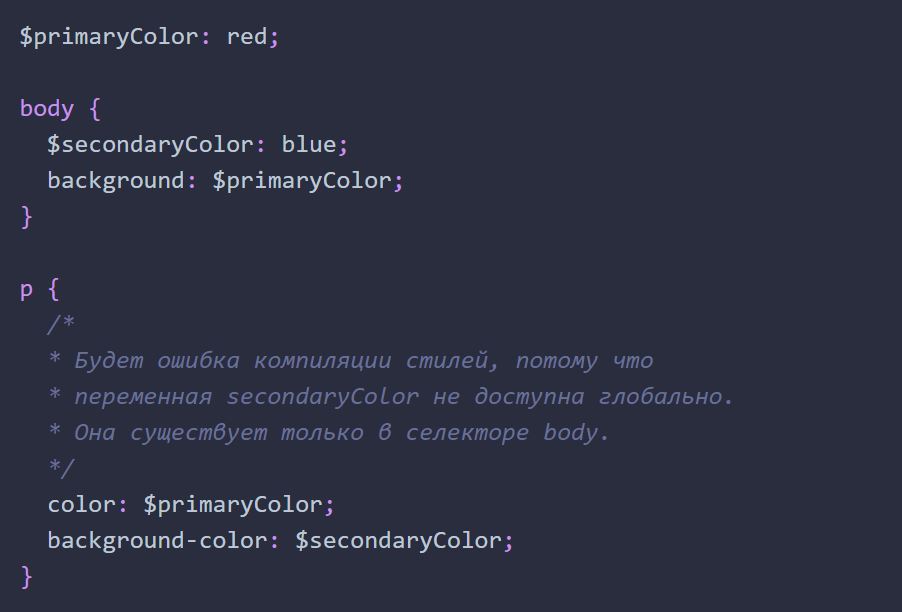 $primaryColor: red;
body {
$secondaryColor: blue;
background: $primaryColor;
}
p {
/*
* Будет ошибка компиляции стилей, потому что
* переменная secondaryColor не доступна глобально.
* Она существует только в селекторе body.
*/
color: $primaryColor;
background-color: $secondaryColor;
}